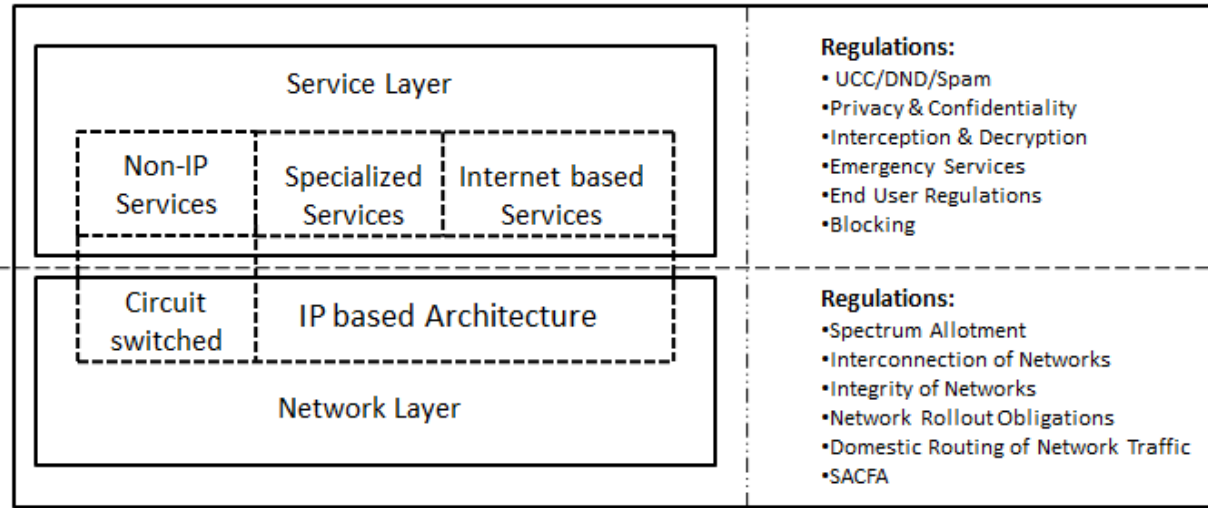 Service Layer
Non-IP
Services
Specialized
Services
Internet based
Services
Circuit
switched
IP based Architecture
Network Layer
Regulations:
• UCC/DND/Spam
•Privacy & Confidentiality
•Interception & Decryption
•Emergency Services
•End User Regulations
•Blocking
Regulations:
•Spectrum Allotment
•Interconnection of Networks
•Integrity of Networks
•Network Rollout Obligations
•Domestic Routing of Network Traffic
•SACFA